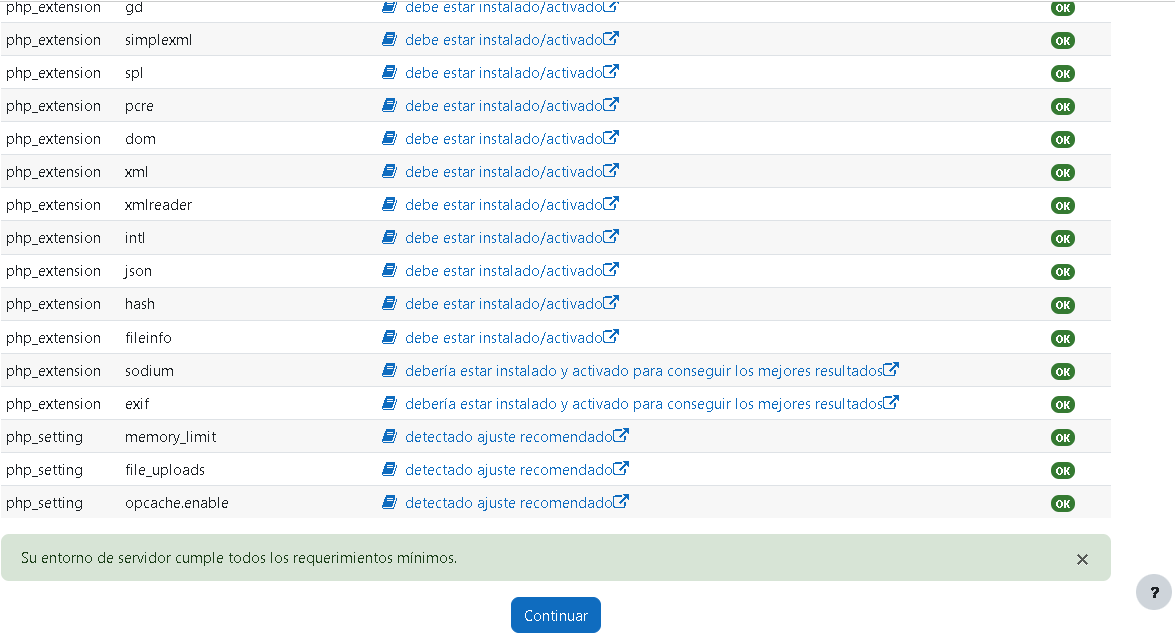 php_extension gd debe estar instalado/activado OK
php_extension simplexml debe estar instalado/activado OK
php_extension spl debe estar instalado/activado OK
php_extension pcre debe estar instalado/activado OK
php_extension dom debe estar instalado/activado OK
php_extension xml debe estar instalado/activado OK
php_extension xmlreader debe estar instalado/activado OK
php_extension intl debe estar instalado/activado OK
php_extension json debe estar instalado/activado OK
php_extension hash debe estar instalado/activado OK
php_extension fileinfo debe estar instalado/activado OK
php_extension sodium debería estar instalado y activado para conseguir los mejores resultados OK
php_extension exif debería estar instalado y activado para conseguir los mejores resultados OK
php_setting memory_limit detectado ajuste recomendado OK
php_setting file_uploads detectado ajuste recomendado OK
php_setting opcache.enable detectado ajuste recomendado OK
Su entorno de servidor cumple todos los requerimientos mínimos. ×
?
Continuar